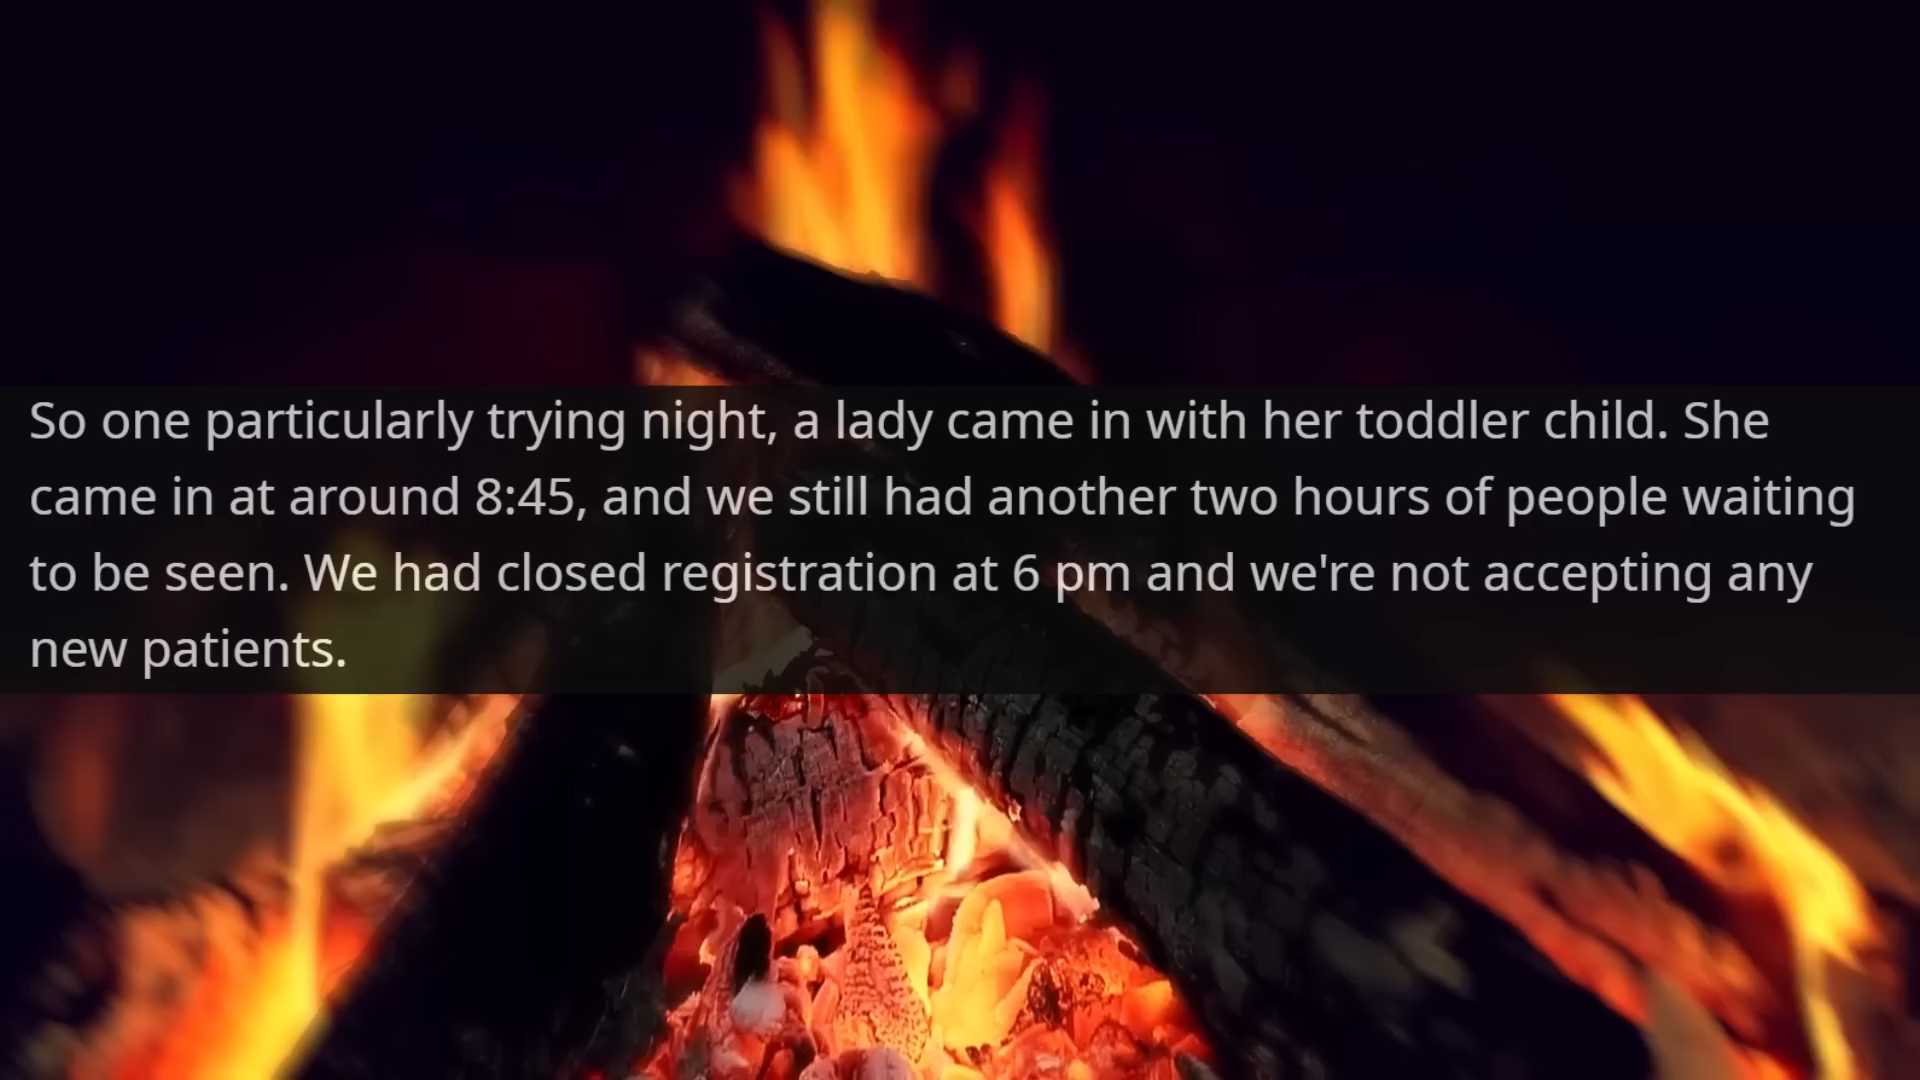 So one particularly trying night, a lady came in with her toddler child. She
came in at around 8:45, and we still had another two hours of people waiting
to be seen. We had closed registration at 6 pm and we're not accepting any
new patients.